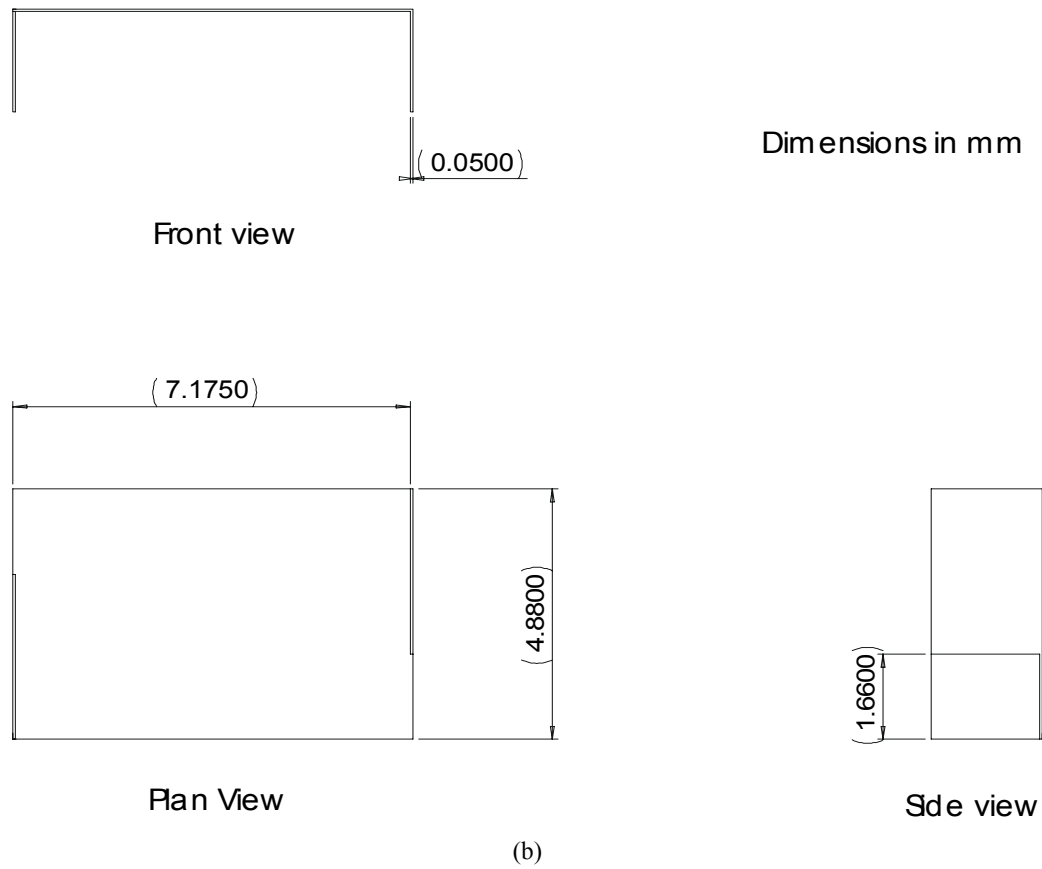 (0.0500)
Dimensions in mm
Front view
(7.1750)
(4.8800)
(1.6600)
Plan View
Side view
(b)